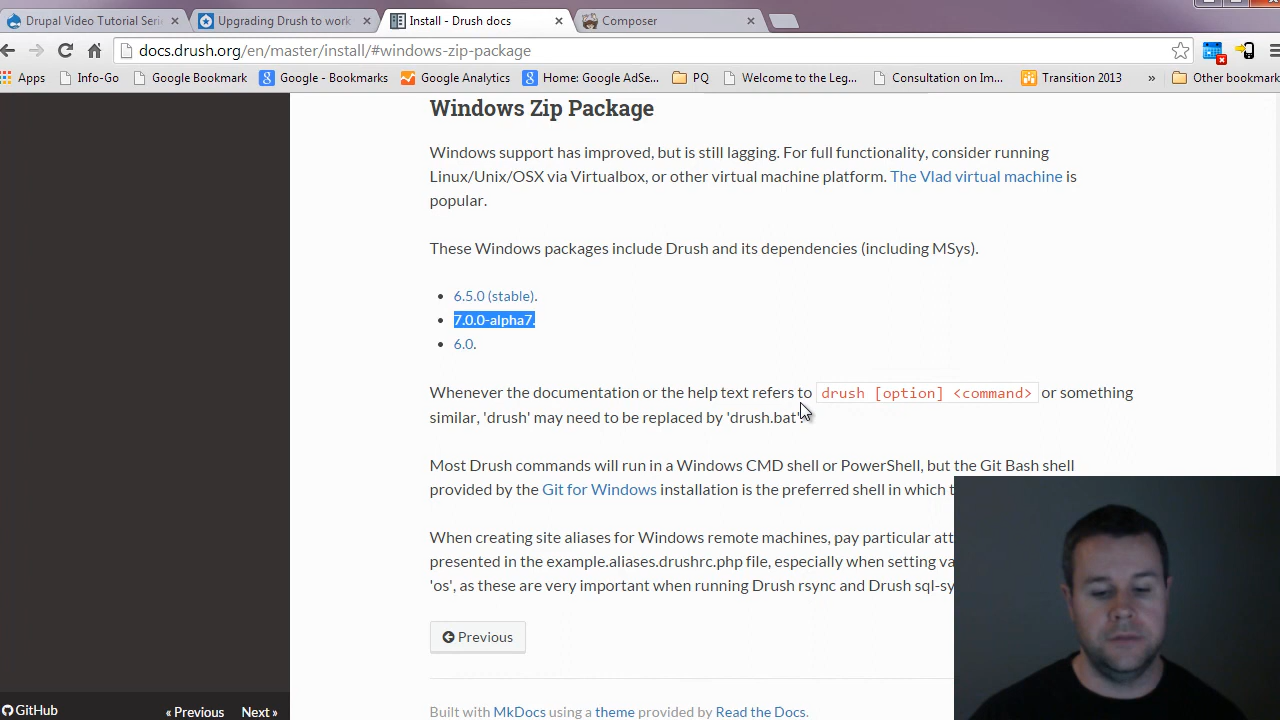 Drupal Video Tutorial Seri
Upgrading Drush to work
Install - Drush docs
Composer
docs.drush.org/en/master/install/#windows-zip-package
Apps
Info-Go
Google Bookmark
Google - Bookmarks
Google Analytics
Home: Google AdSe...
PQ
Welcome to the Leg...
Consultation on Im...
Transition 2013
»
Other bookmark
Windows Zip Package
Windows support has improved, but is still lagging. For full functionality, consider running
Linux/Unix/OSX via Virtualbox, or other virtual machine platform. The Vlad virtual machine is
popular.
These Windows packages include Drush and its dependencies (including MSys).
• 6.5.0 (stable).
• 7.0.0-alpha7.
• 6.0.
Whenever the documentation or the help text refers to drush [option] <command> or something
similar, 'drush' may need to be replaced by 'drush.bat'.
Most Drush commands will run in a Windows CMD shell or PowerShell, but the Git Bash shell
provided by the Git for Windows installation is the preferred shell in which t
When creating site aliases for Windows remote machines, pay particular att
presented in the example.aliases.drushrc.php file, especially when setting va
'os', as these are very important when running Drush rsync and Drush sql-sy
Previous
GitHub
« Previous
Next »
Built with MkDocs using a theme provided by Read the Docs.